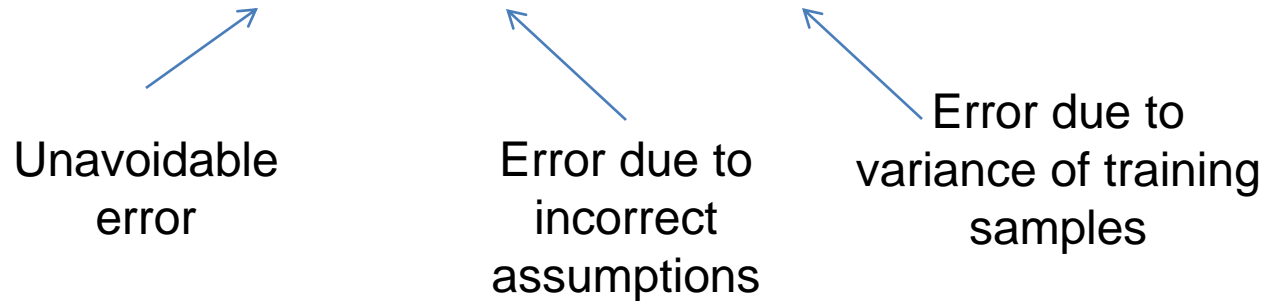 Unavoidable
error
Error due to
incorrect
assumptions
Error due to
variance of training
samples